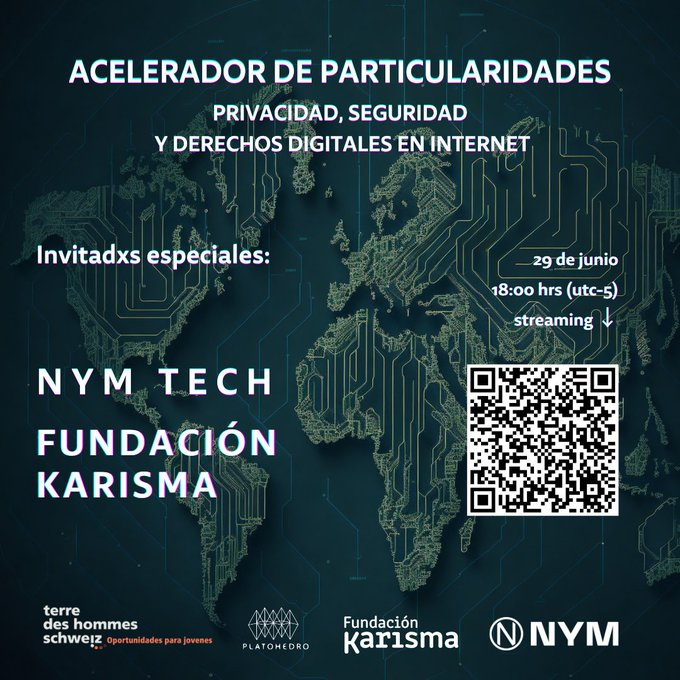 ACELERADOR DE PARTICULARIDADES
PRIVACIDAD, SEGURIDAD
Y DERECHOS DIGITALES EN INTERNET
Invitadxs especiales:
29 de junio
18:00 hrs (utc-5)
streaming ↓
NYM TECH
FUNDACIÓN
KARISMA
terre
des hommes
schweiz Oportunidades para jovenes
PLATOHEDRO
Fundación
Karisma
NYM